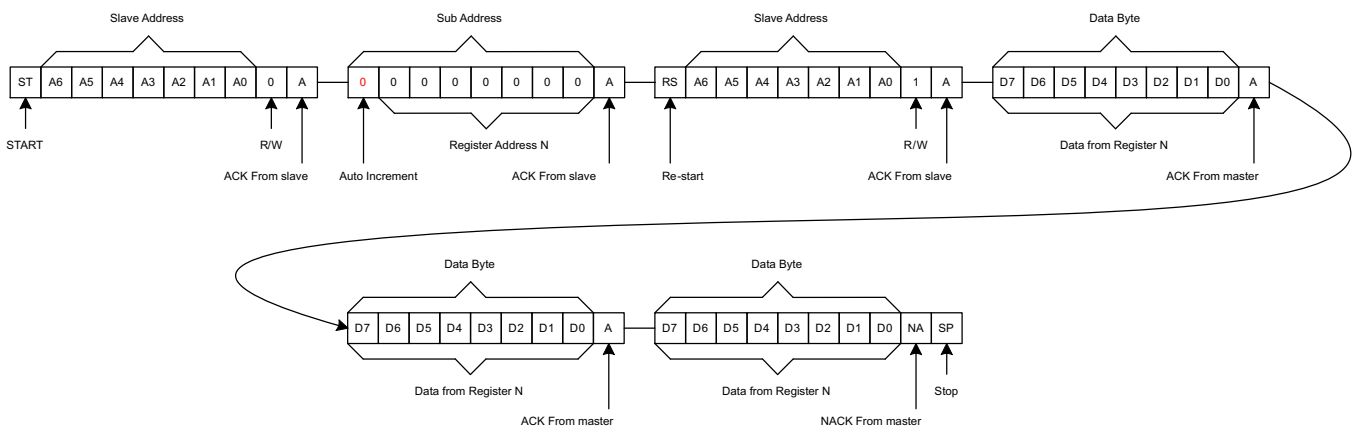 Slave Address Sub Address Slave Address Data Byte
ST A6 A5 A4 A3 A2 A1 A0 0 A 0 0 0 0 0 0 0 0 A RS A6 A5 A4 A3 A2 A1 A0 1 A D7 D6 D5 D4 D3 D2 D1 D0 A
START R/W Register Address N R/W Data from Register N
ACK From slave Auto Increment ACK From slave Re-start ACK From slave ACK From master
Data Byte Data Byte
D7 D6 D5 D4 D3 D2 D1 D0 A D7 D6 D5 D4 D3 D2 D1 D0 NA SP
Data from Register N Data from Register N Stop
ACK From master NACK From master